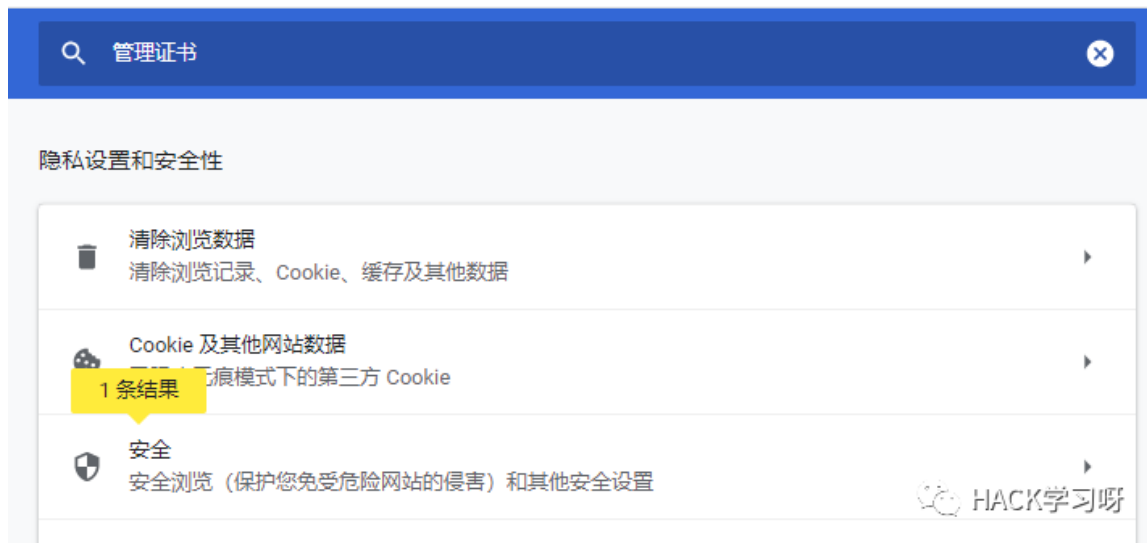 管理证书
隐私设置和安全性
清除浏览数据
清除浏览记录、Cookie、缓存及其他数据
Cookie 及其他网站数据
无痕模式下的第三方 Cookie
1 条结果
安全
安全浏览（保护您免受危险网站的侵害）和其他安全设置
HACK学习呀